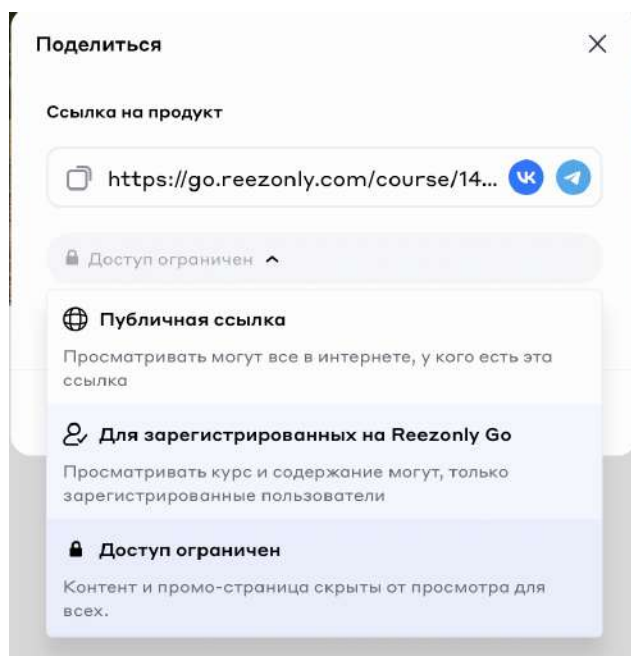 Поделиться
Ссылка на продукт
https://go.reezonly.com/course/14...
Доступ ограничен
Публичная ссылка
Просматривать могут все в интернете, у кого есть эта
ссылка
Для зарегистрированных на Reezonly Go
Просматривать курс и содержание могут, только
зарегистрированные пользователи
Доступ ограничен
Контент и промо-страница скрыты от просмотра для
всех.